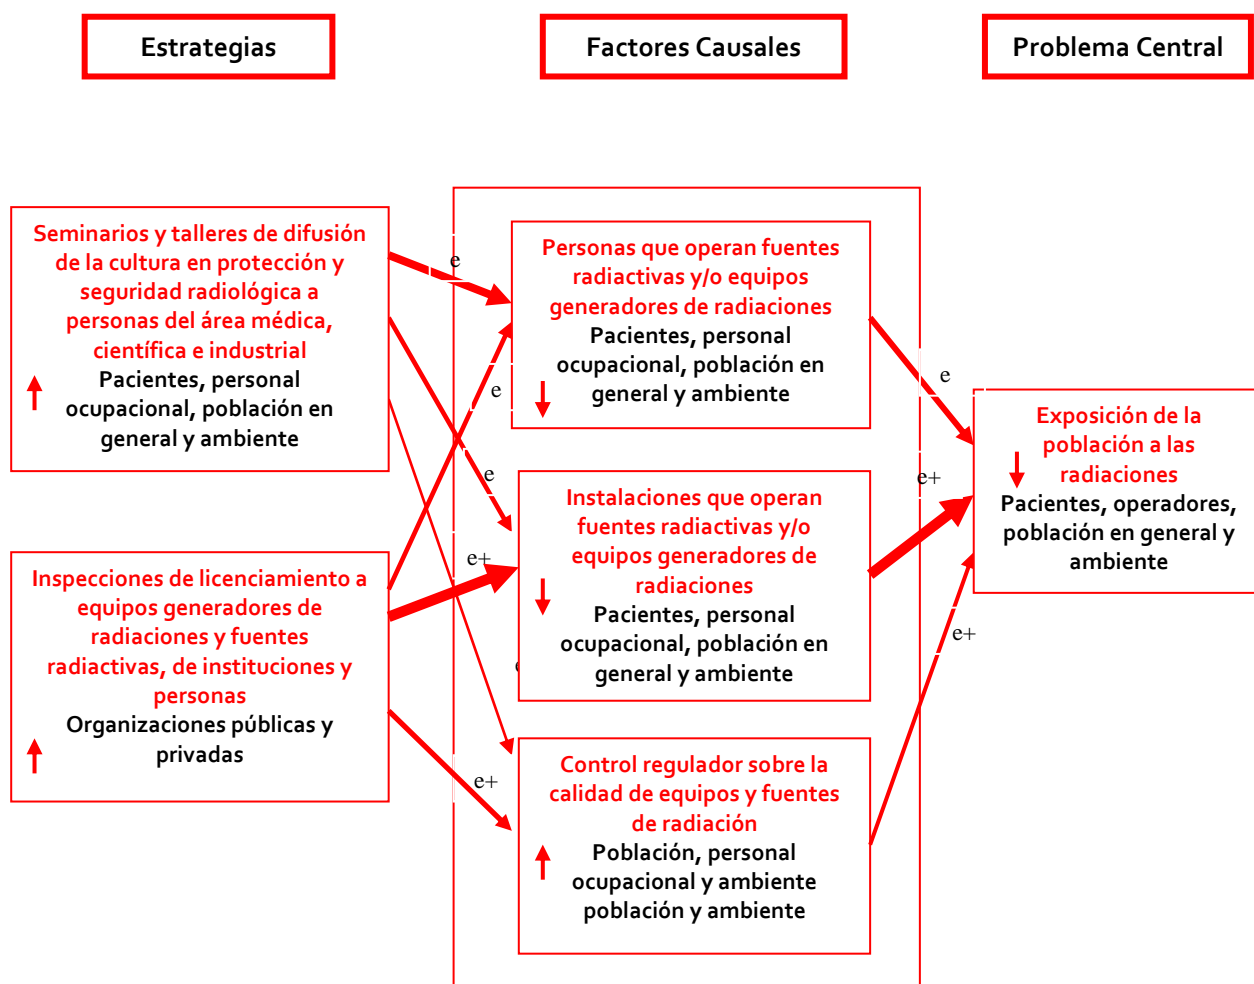 Estrategias
Factores Causales
Problema Central
Seminarios y talleres de difusión
de la cultura en protección y
seguridad radiológica a
personas del área médica,
científica e industrial
Pacientes, personal
ocupacional, población en
general y ambiente
Inspecciones de licenciamiento a
equipos generadores de
radiaciones y fuentes
radiactivas, de instituciones y
personas
Organizaciones públicas y
privadas
e
e
e
e+
e+
Personas que operan fuentes
radiactivas y/o equipos
generadores de radiaciones
Pacientes, personal
ocupacional, población en
general y ambiente
Instalaciones que operan
fuentes radiactivas y/o
equipos generadores de
radiaciones
Pacientes, personal
ocupacional, población en
general y ambiente
Control regulador sobre la
calidad de equipos y fuentes
de radiación
Población, personal
ocupacional y ambiente
población y ambiente
e
e+
e+
Exposición de la
población a las
radiaciones
Pacientes, operadores,
población en general y
ambiente